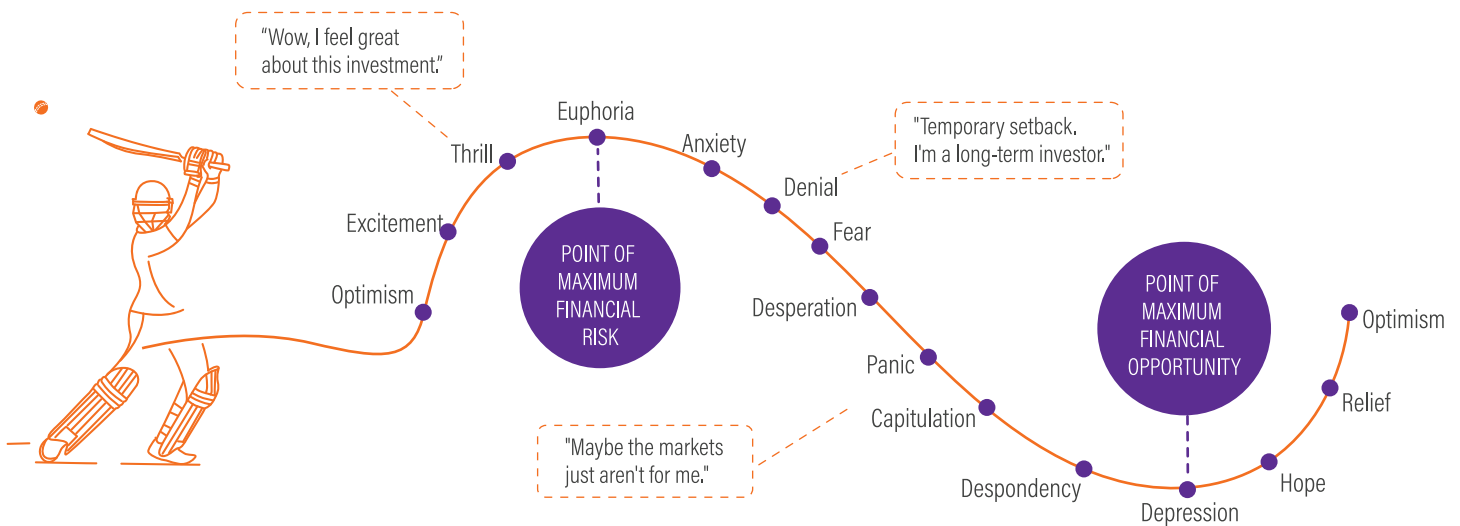 "Wow, I feel great
about this investment."
Euphoria
Thrill
Anxiety
"Temporary setback.
I'm a long-term investor."
Denial
Excitement
Fear
POINT OF
MAXIMUM
FINANCIAL
RISK
Optimism
Desperation
POINT OF
MAXIMUM
FINANCIAL
OPPORTUNITY
Optimism
Panic
Relief
Capitulation
"Maybe the markets
just aren't for me."
Despondency
Hope
Depression